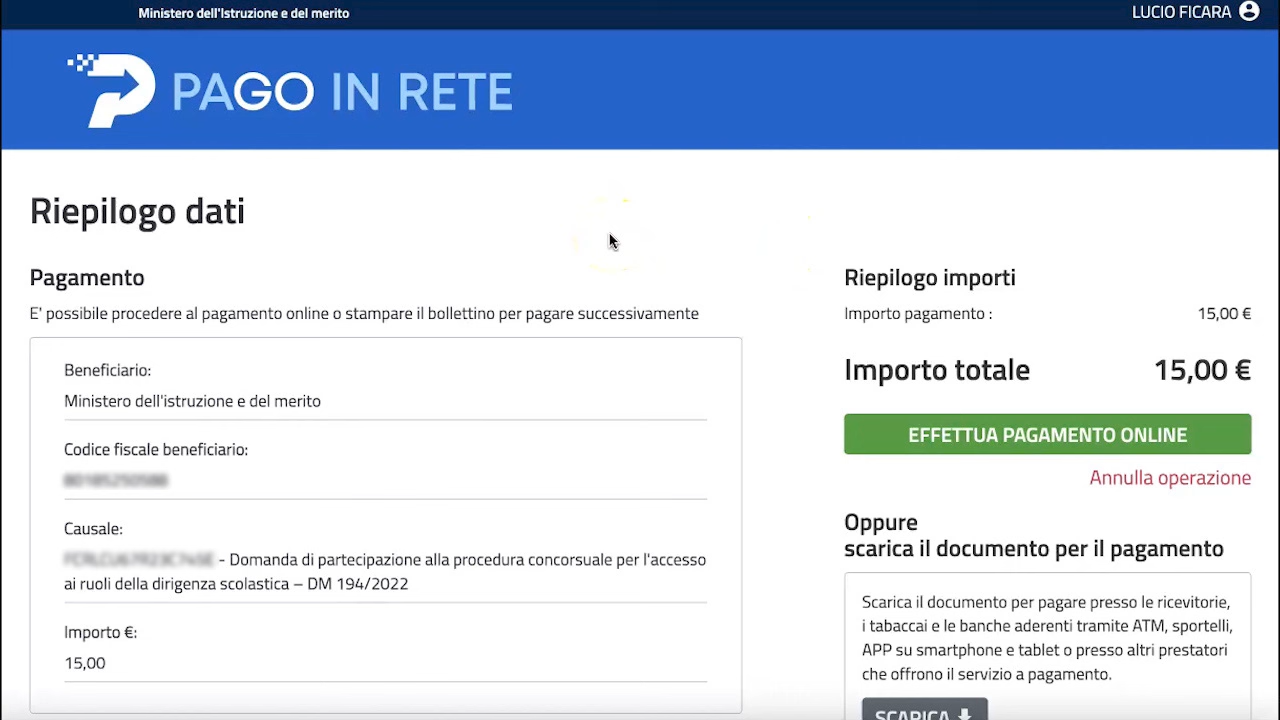 Ministero dell'Istruzione e del merito
LUCIO FICARA
PAGO IN RETE
Riepilogo dati
Pagamento
E' possibile procedere al pagamento online o stampare il bollettino per pagare successivamente
Beneficiario:
Ministero dell'istruzione e del merito
Codice fiscale beneficiario:
Causale:
- Domanda di partecipazione alla procedura concorsuale per l'accesso
ai ruoli della dirigenza scolastica – DM 194/2022
Importo €:
15,00
Riepilogo importi
Importo pagamento : 15,00 €
Importo totale 15,00 €
EFFETTUA PAGAMENTO ONLINE
Annulla operazione
Oppure
scarica il documento per il pagamento
Scarica il documento per pagare presso le ricevitorie,
i tabaccai e le banche aderenti tramite ATM, sportelli,
APP su smartphone e tablet o presso altri prestatori
che offrono il servizio a pagamento.
SCARICA